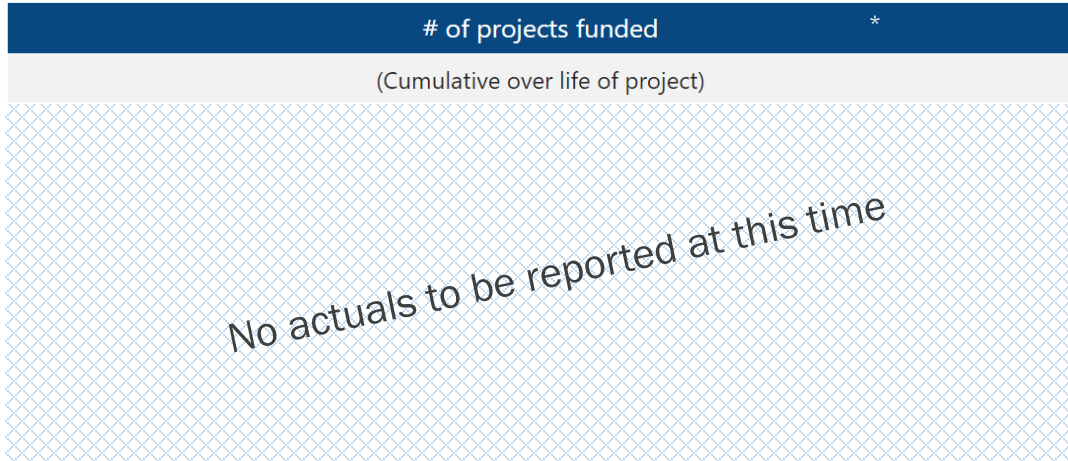 # of projects funded *
(Cumulative over life of project)
No actuals to be reported at this time